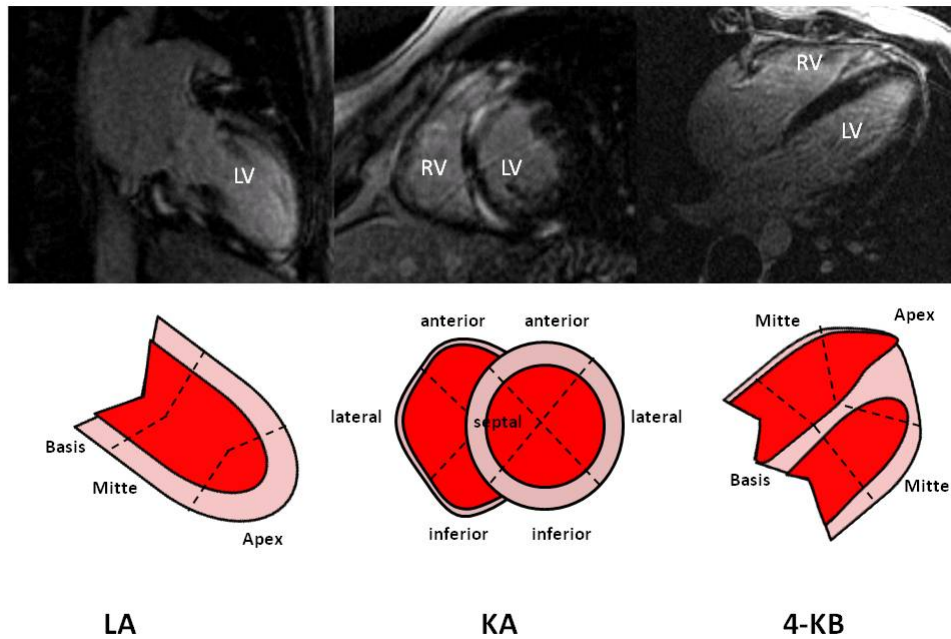 LV
RV
LV
RV
LV
Basis
Mitte
Apex
anterior
anterior
lateral
septal
lateral
inferior
inferior
Mitte
Apex
Basis
Mitte
LA
KA
4-KB